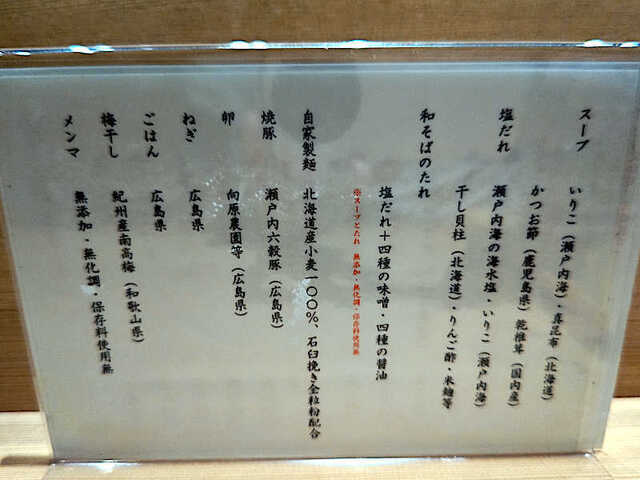 スープ　いりこ（瀬戸内海）・真昆布（北海道）
かつお節（鹿児島県）乾椎茸（国内産）
塩だれ　瀬戸内海の海水塩・いりこ（瀬戸内海）
干し貝柱（北海道）・りんご酢・米麹等
和そばのたれ
塩だれ＋四種の味噌・四種の醤油
※スープとたれ　無添加・無化調・保存料使用無
自家製麺　北海道産小麦一〇〇％、石臼挽き全粒粉配合
焼豚　瀬戸内六穀豚（広島県）
卵　向原農園等（広島県）
ねぎ　広島県
ごはん　広島県
梅干し　紀州産南高梅（和歌山県）
メンマ　無添加・無化調・保存料使用無